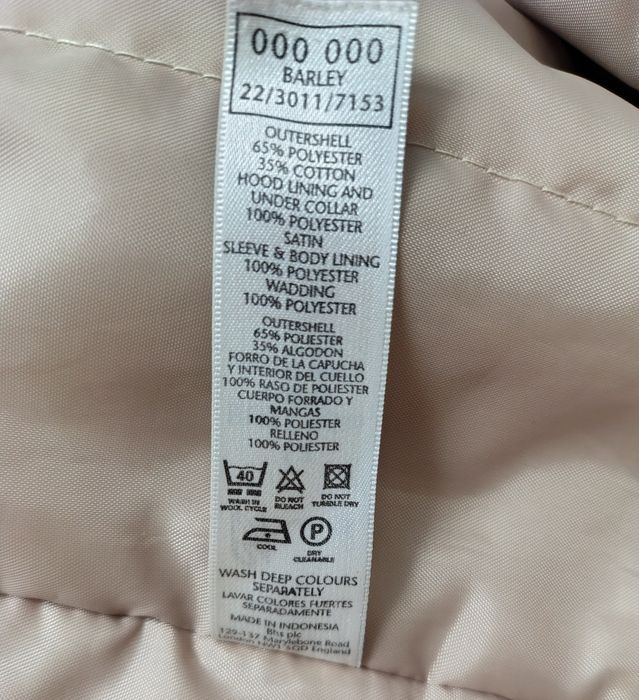 000 000
BARLEY
22/3011/7153
OUTERSHELL
65% POLYESTER
35% COTTON
HOOD LINING AND
UNDER COLLAR
100% POLYESTER
SATIN
SLEEVE & BODY LINING
100% POLYESTER
WADDING
100% POLYESTER
OUTERSHELL
65% POLIESTER
35% ALGODON
FORRO DE LA CAPUCHA
Y INTERIOR DEL CUELLO
100% RASO DE POLIESTER
CUERPO FORRADO Y
MANGAS
100% POLIESTER
RELLENO
100% POLIESTER
40
WASH IN
WOOL CYCLE
DO NOT
BLEACH
DO NOT
TUMBLE DRY
COOL
P
DRY
CLEANABLE
WASH DEEP COLOURS
SEPARATELY
LAVAR COLORES FUERTES
SEPARADAMENTE
MADE IN INDONESIA
Bhs plc
129-137 Marylebone Road
London NW1 5QD England